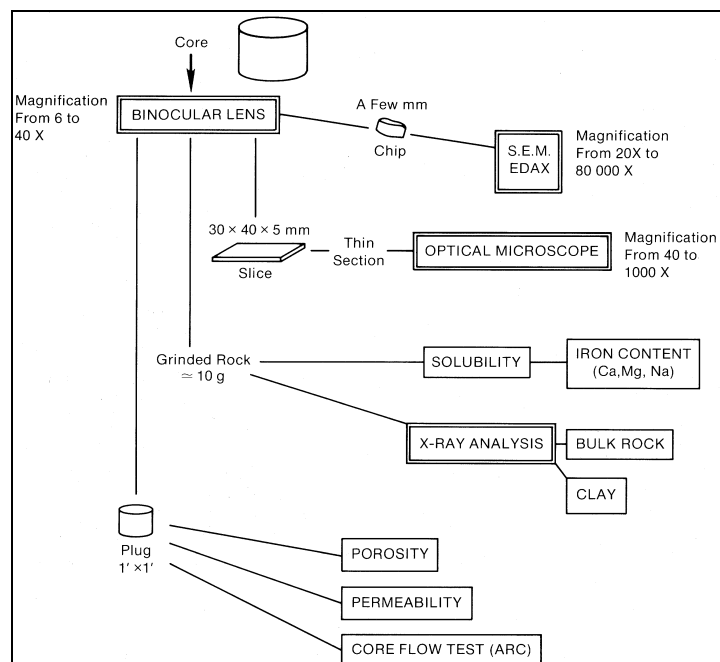 Core
Magnification
From 6 to
40 X
BINOCULAR LENS
A Few mm
Chip
S.E.M.
EDAX
Magnification
From 20X to
80 000 X
30 × 40 × 5 mm
Slice
Thin
Section
OPTICAL MICROSCOPE
Magnification
From 40 to
1000 X
Grinded Rock
≃ 10 g
SOLUBILITY
IRON CONTENT
(Ca,Mg, Na)
X-RAY ANALYSIS
BULK ROCK
CLAY
Plug
1' ×1'
POROSITY
PERMEABILITY
CORE FLOW TEST (ARC)